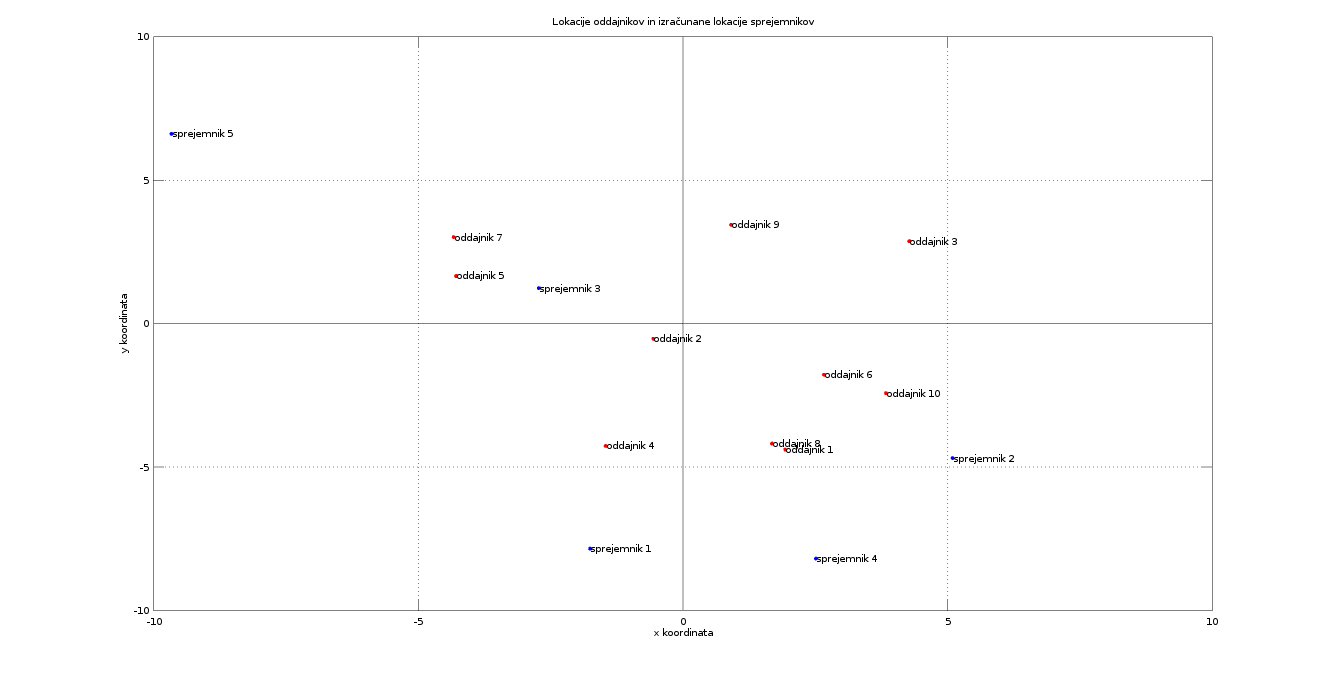 Lokacije oddajnikov in izračunane lokacije sprejemnikov
10
sprejemnik 5
5
oddajnik 9
oddajnik 7
oddajnik 3
oddajnik 5
sprejemnik 3
y koordinata
0
oddajnik 2
oddajnik 6
oddajnik 10
oddajnik 8
oddajnik 4
oddajnik 1
sprejemnik 2
-5
sprejemnik 1
sprejemnik 4
-10
-10 -5 0 5 10
x koordinata